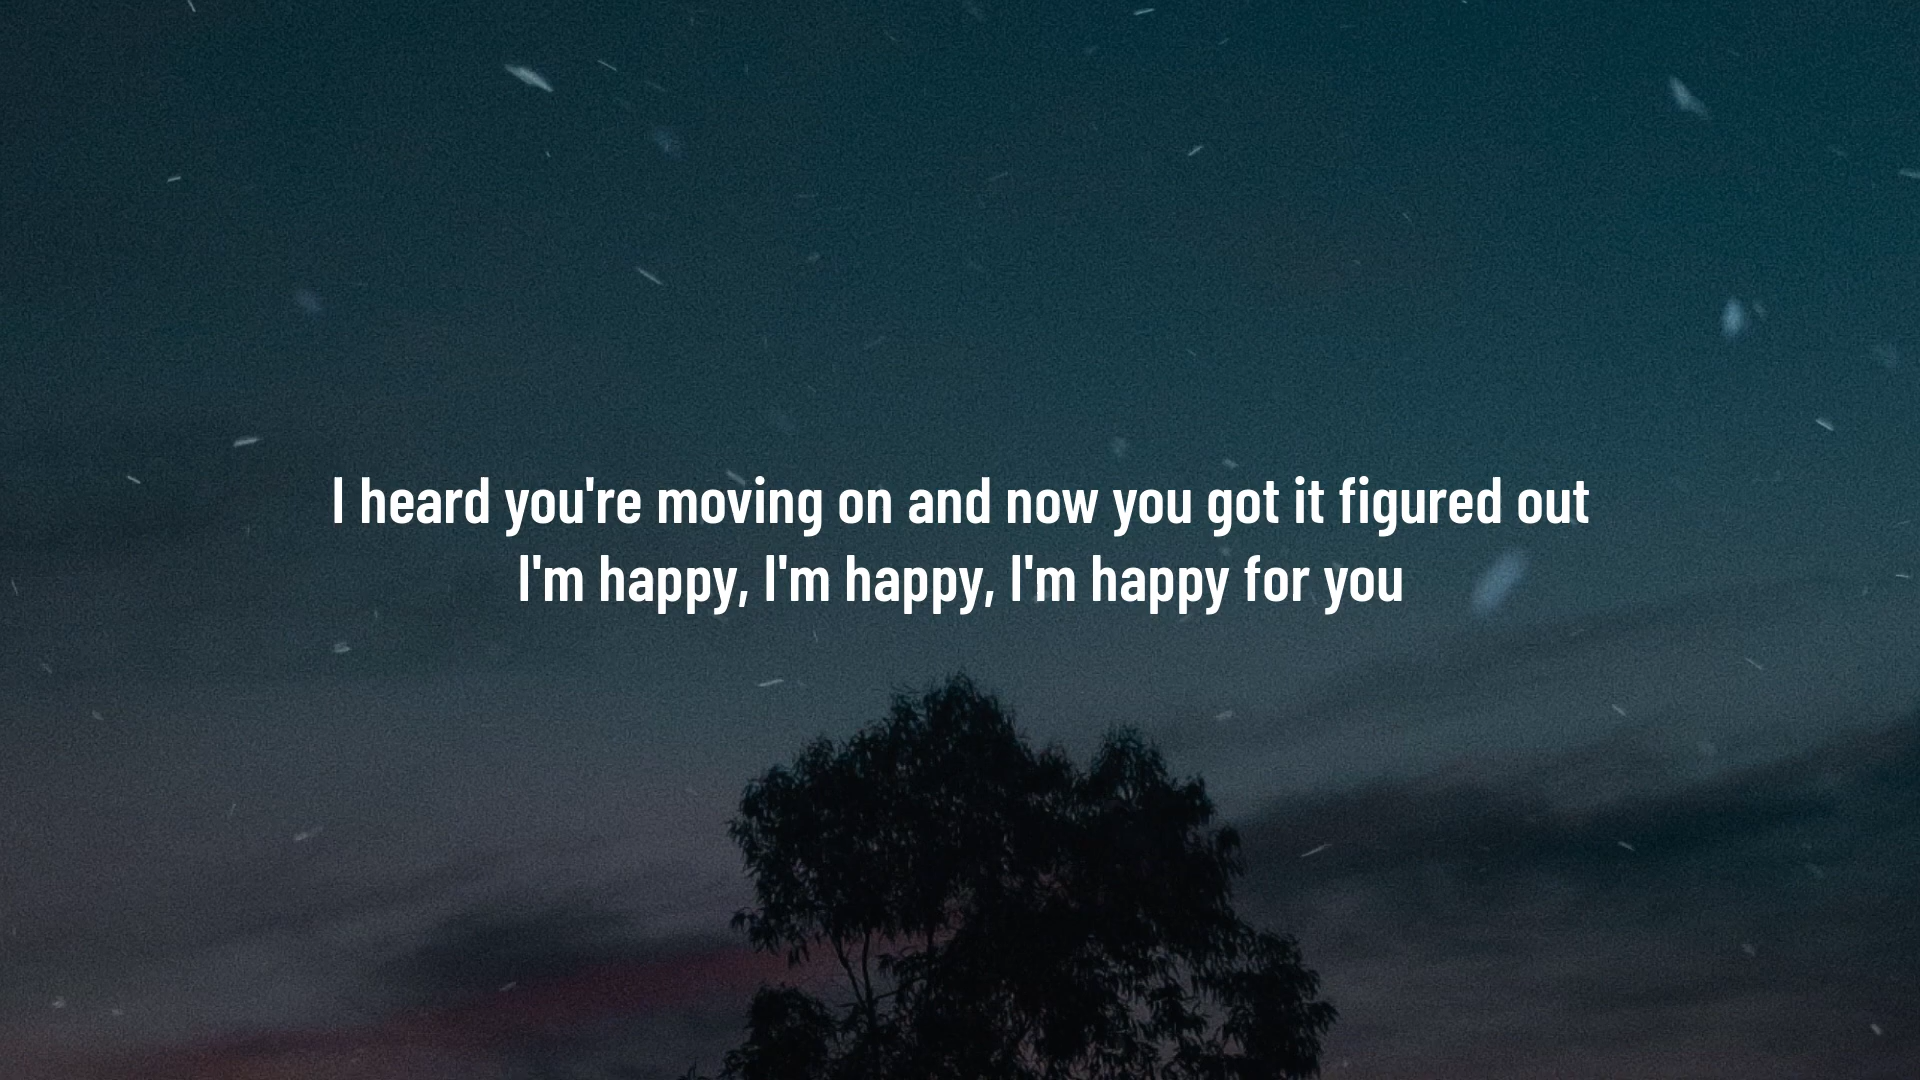 I heard you're moving on and now you got it figured out
I'm happy, I'm happy, I'm happy for you